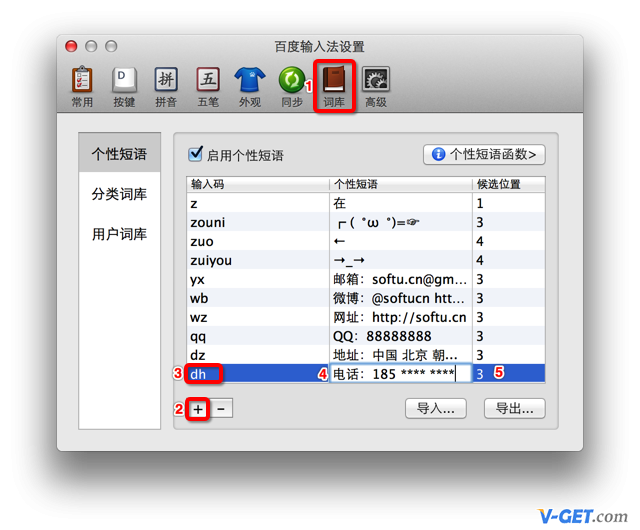 百度输入法设置
D 拼 五
常用 按键 拼音 五笔 外观 同步 1 词库 高级
个性短语
分类词库
用户词库
启用个性短语 个性短语函数>
输入码 个性短语 候选位置
z 在 1
zouni ┏ ( ゜ω ゜)=☞ 3
zuo ← 4
zuiyou →_→ 4
yx 邮箱：softu.cn@gm... 3
wb 微博：@softucn htt... 3
wz 网址：http://softu.cn 3
qq QQ：88888888 3
dz 地址：中国 北京 朝... 3
3 dh 4 电话：185 **** **** 3 5
2 + − 导入... 导出...
V-GET.com